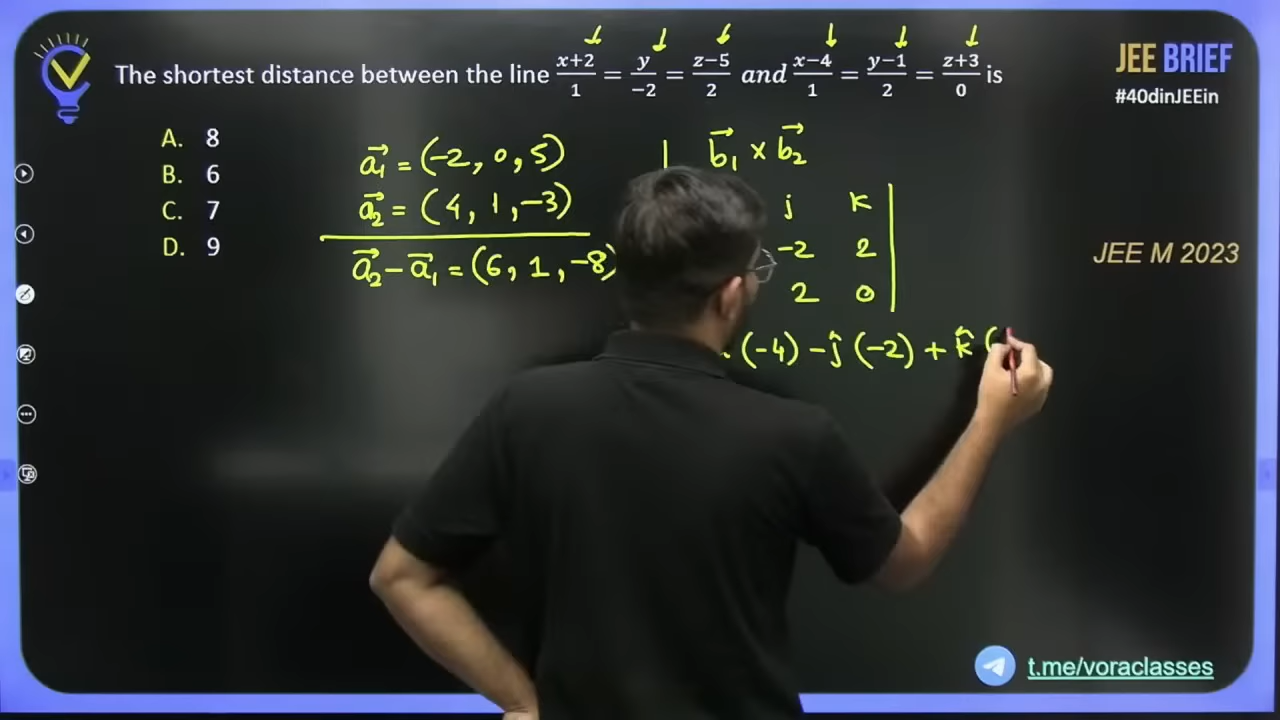 The shortest distance between the line x+2/1 = y/-2 = z-5/2 and x-4/1 = y-1/2 = z+3/0 is
JEE BRIEF
#40dinJEEin
A. 8
B. 6
C. 7
D. 9
a₁⃗ = (-2, 0, 5)
a₂⃗ = (4, 1, -3)
a₂⃗ - a₁⃗ = (6, 1, -8)
b₁⃗ × b₂⃗
j k
-2 2
2 0
(-4) -ĵ (-2) + k̂ (
JEE M 2023
t.me/voraclasses